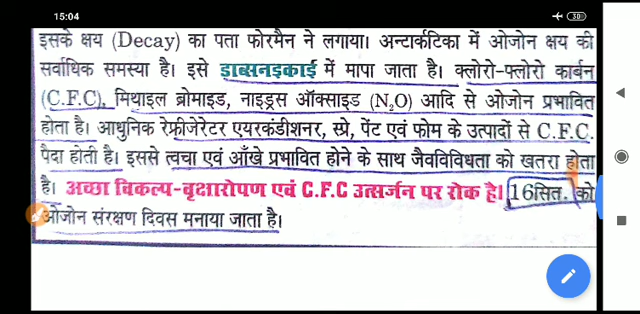 15:04
30
इसके क्षय (Decay) का पता फोरमैन ने लगाया। अन्टार्कटिका में ओजोन क्षय की
सर्वाधिक समस्या है। इसे डाब्सनइकाई में मापा जाता है। क्लोरो-फ्लोरो कार्बन
(C.F.C), मिथाइल ब्रोमाइड, नाइट्रस ऑक्साइड (N₂O) आदि से ओजोन प्रभावित
होता है। आधुनिक रेफ्रीजेरेटर एयरकंडीशनर, स्प्रे, पेंट एवं फोम के उत्पादों से C.F.C.
पैदा होती है। इससे त्वचा एवं आँखे प्रभावित होने के साथ जैवविविधता को खतरा होता
है। अच्छा विकल्प-वृक्षारोपण एवं C.F.C उत्सर्जन पर रोक है। 16सित. को
ओजोन संरक्षण दिवस मनाया जाता है।